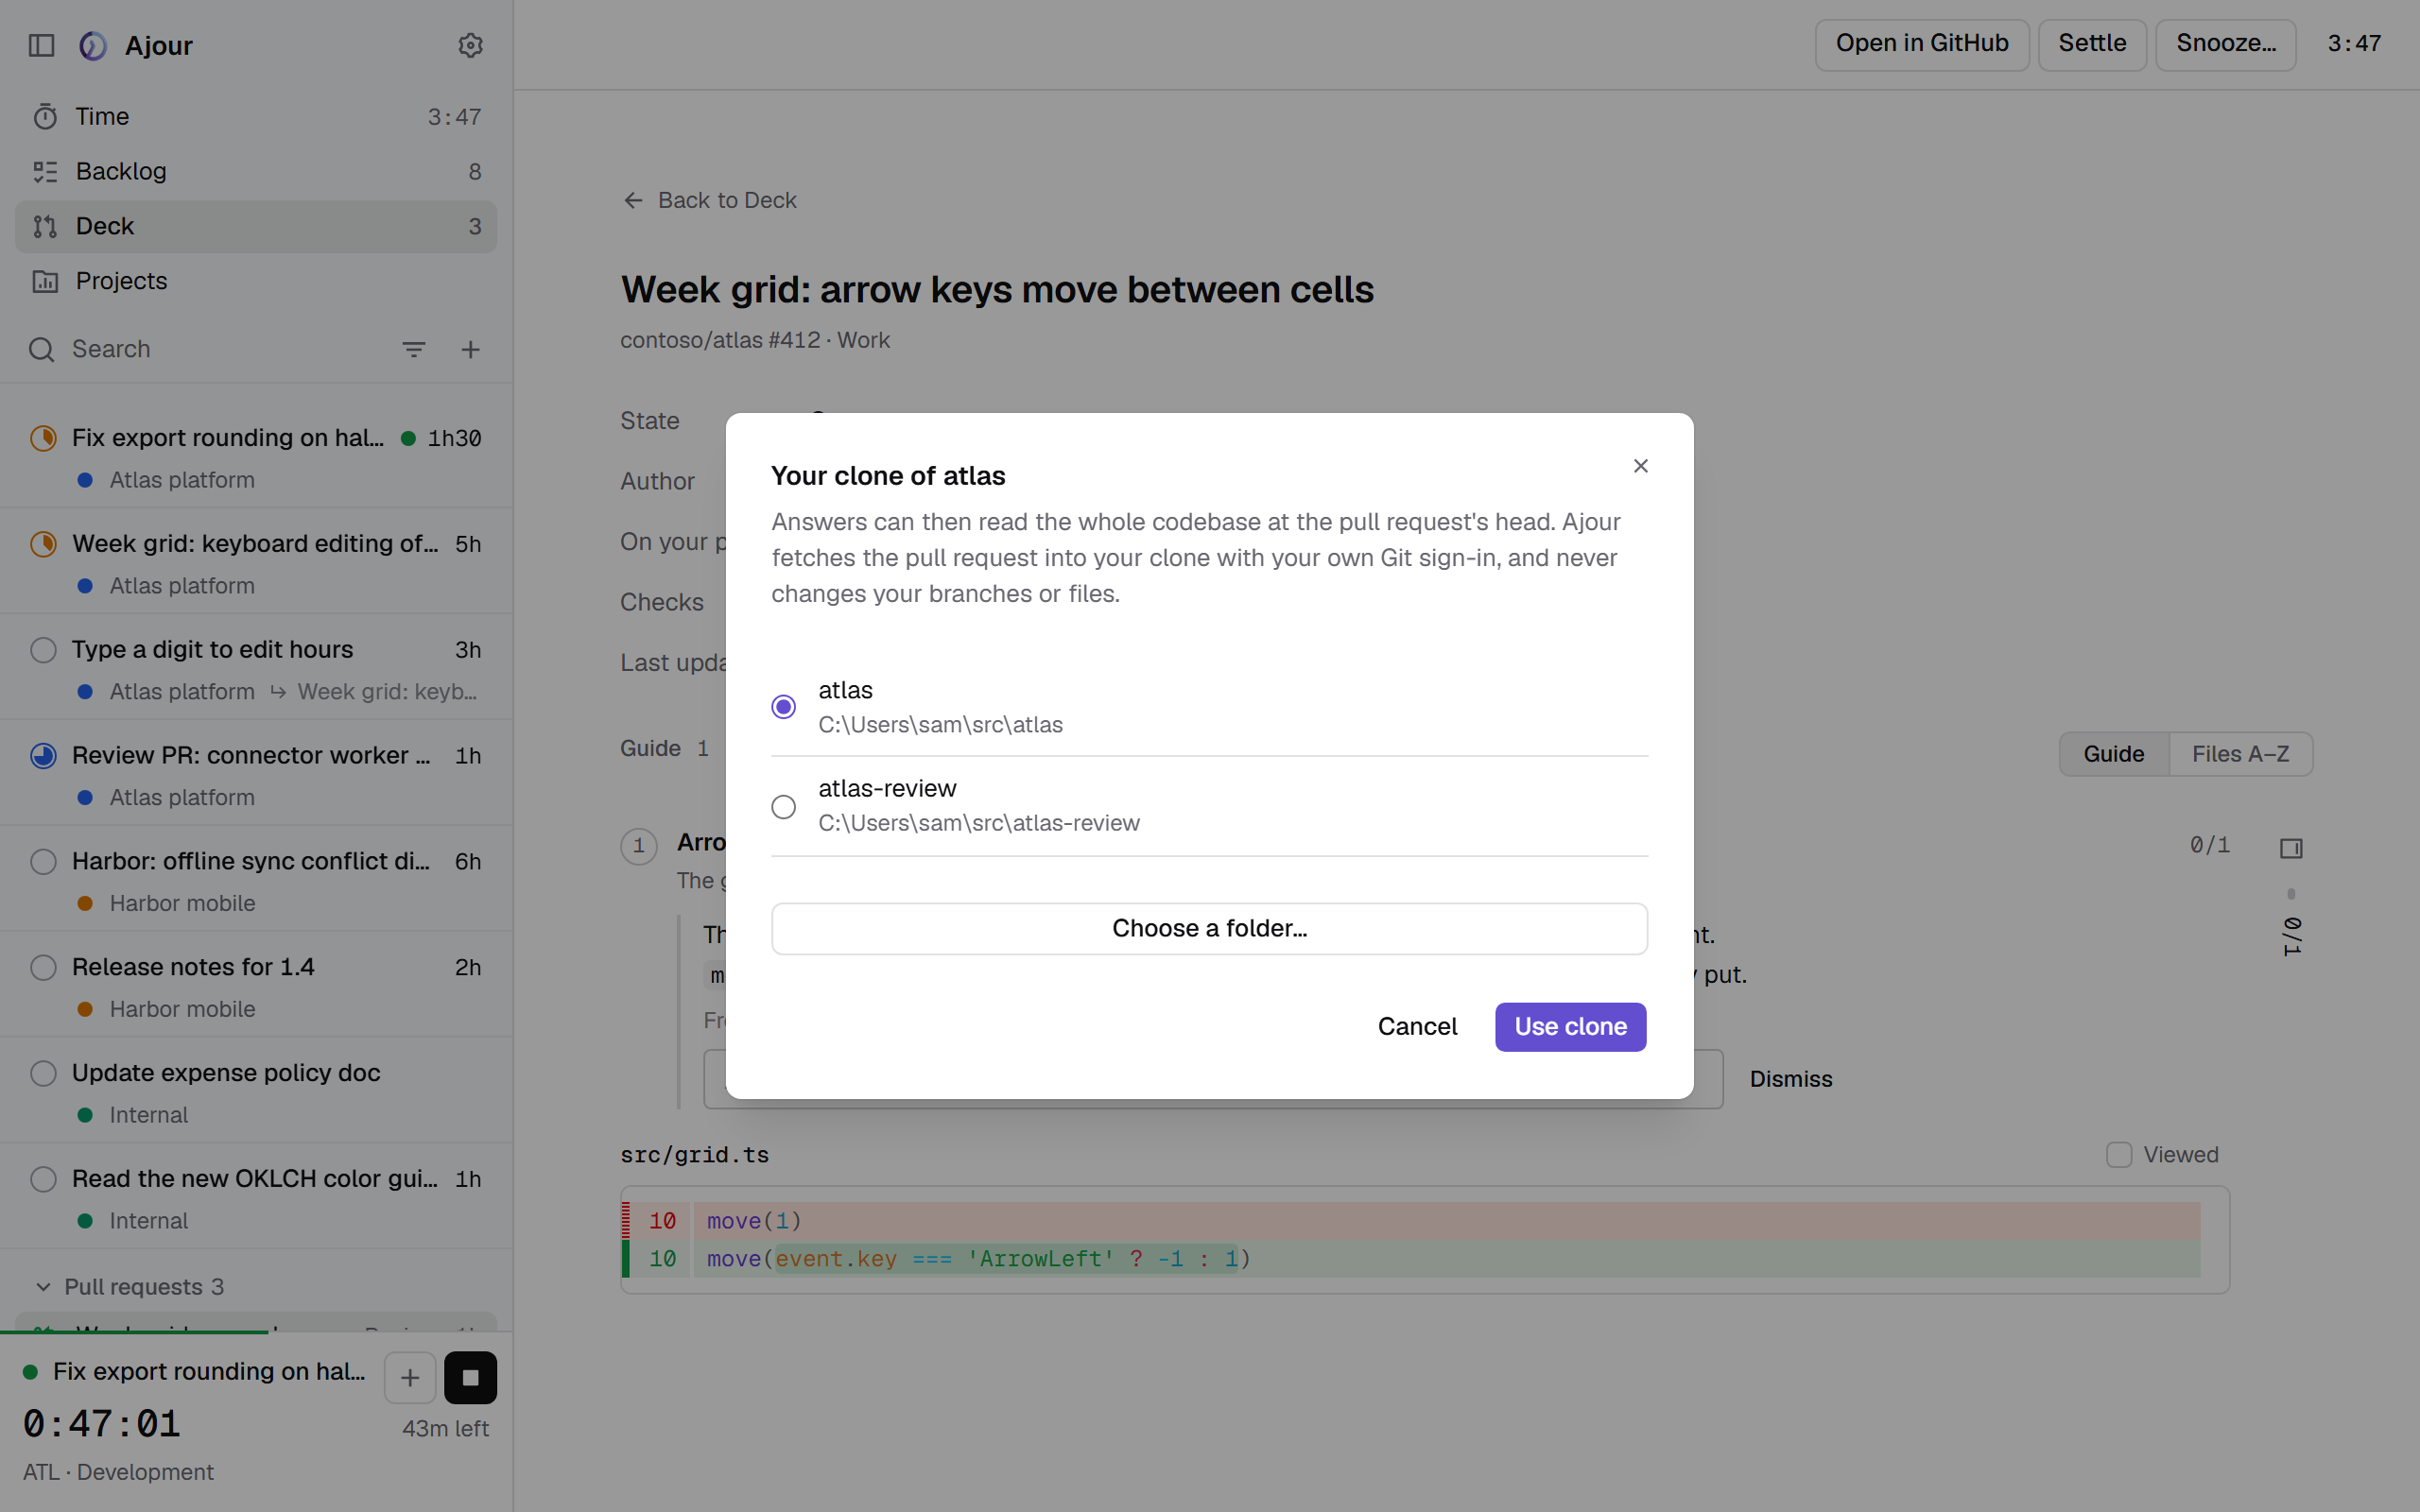 Ajour
Time 3:47
Backlog 8
Deck 3
Projects
Search
Fix export rounding on hal... 1h30
Atlas platform
Week grid: keyboard editing of... 5h
Atlas platform
Type a digit to edit hours 3h
Atlas platform ↳ Week grid: keyb...
Review PR: connector worker ... 1h
Atlas platform
Harbor: offline sync conflict di... 6h
Harbor mobile
Release notes for 1.4 2h
Harbor mobile
Update expense policy doc
Internal
Read the new OKLCH color gui... 1h
Internal
Pull requests 3
Fix export rounding on hal...
0:47:01
43m left
ATL · Development
Open in GitHub
Settle
Snooze...
3:47
Back to Deck
Week grid: arrow keys move between cells
contoso/atlas #412 · Work
State
Author
On your
Checks
Last
Guide 1
Guide
Files A–Z
1
0/1
0/1
The
put.
Dismiss
Your clone of atlas
Answers can then read the whole codebase at the pull request's head. Ajour
fetches the pull request into your clone with your own Git sign-in, and never
changes your branches or files.
atlas
C:\Users\sam\src\atlas
atlas-review
C:\Users\sam\src\atlas-review
Choose a folder...
Cancel
Use clone
src/grid.ts
Viewed
10 move(1)
10 move(event.key === 'ArrowLeft' ? -1 : 1)